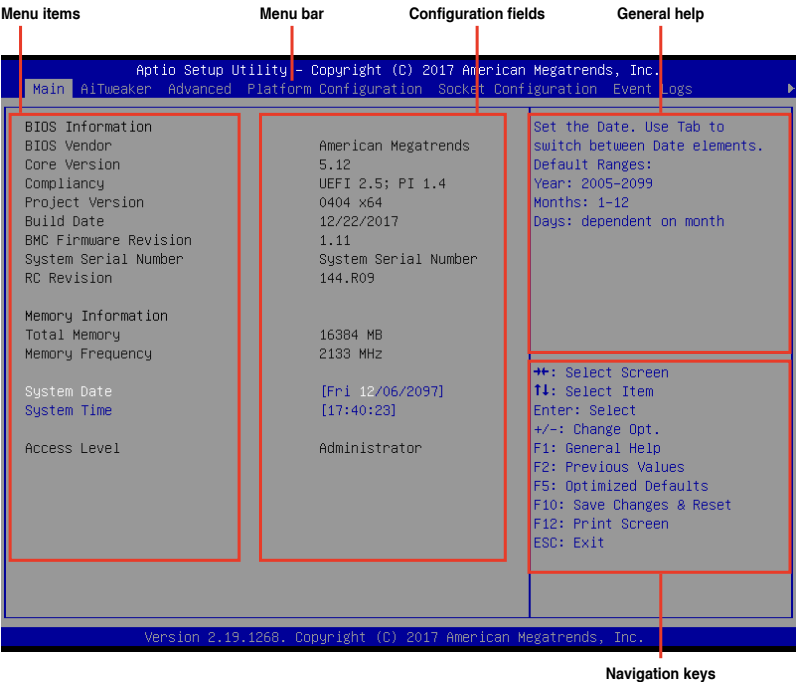 Menu items Menu bar Configuration fields General help
Aptio Setup Utility – Copyright (C) 2017 American Megatrends, Inc.
Main AiTweaker Advanced Platform Configuration Socket Configuration Event Logs
BIOS Information
BIOS Vendor American Megatrends
Core Version 5.12
Compliancy UEFI 2.5; PI 1.4
Project Version 0404 x64
Build Date 12/22/2017
BMC Firmware Revision 1.11
System Serial Number System Serial Number
RC Revision 144.R09
Memory Information
Total Memory 16384 MB
Memory Frequency 2133 MHz
System Date [Fri 12/06/2097]
System Time [17:40:23]
Access Level Administrator
Set the Date. Use Tab to
switch between Date elements.
Default Ranges:
Year: 2005-2099
Months: 1-12
Days: dependent on month
→←: Select Screen
↑↓: Select Item
Enter: Select
+/-: Change Opt.
F1: General Help
F2: Previous Values
F5: Optimized Defaults
F10: Save Changes & Reset
F12: Print Screen
ESC: Exit
Version 2.19.1268. Copyright (C) 2017 American Megatrends, Inc.
Navigation keys